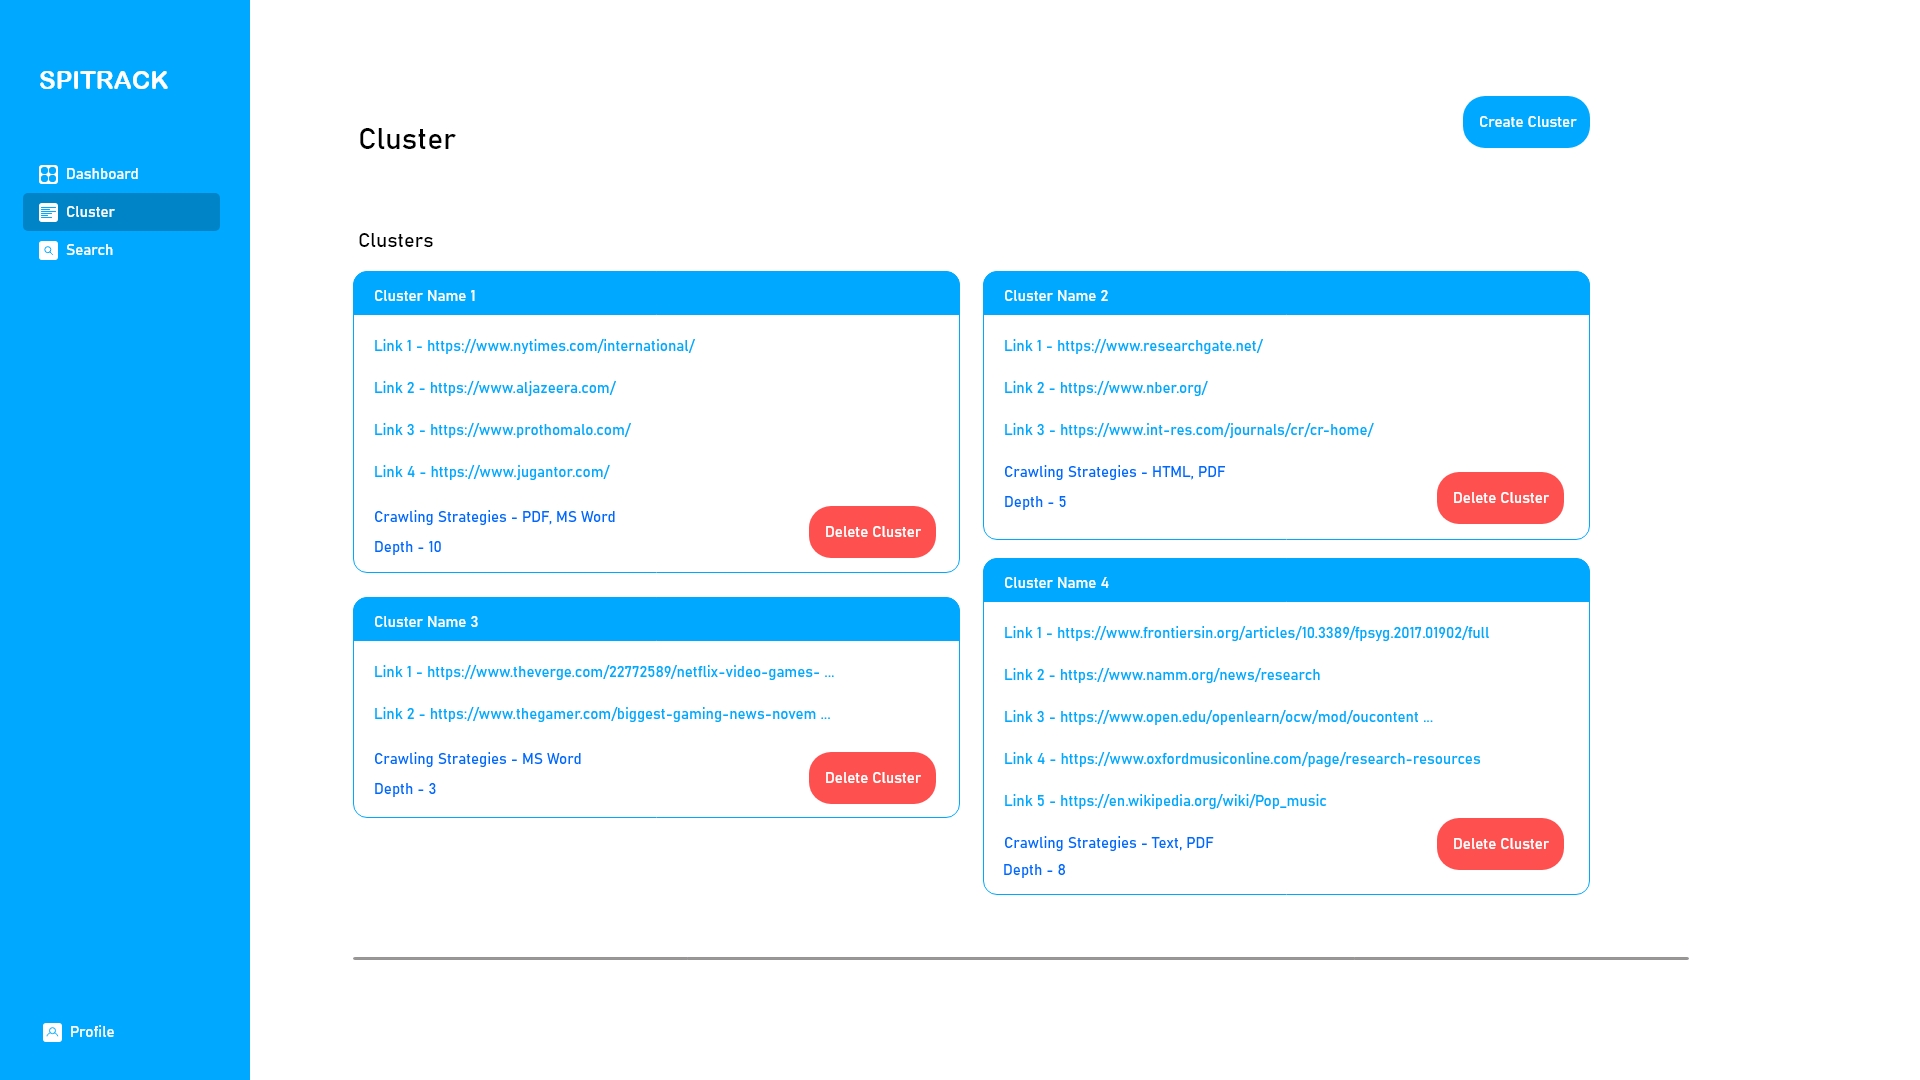 SPITRACK
Dashboard
Cluster
Search
Profile
Cluster
Create Cluster
Clusters
Cluster Name 1
Link 1 - https://www.nytimes.com/international/
Link 2 - https://www.aljazeera.com/
Link 3 - https://www.prothomalo.com/
Link 4 - https://www.jugantor.com/
Crawling Strategies - PDF, MS Word
Depth - 10
Delete Cluster
Cluster Name 2
Link 1 - https://www.researchgate.net/
Link 2 - https://www.nber.org/
Link 3 - https://www.int-res.com/journals/cr/cr-home/
Crawling Strategies - HTML, PDF
Depth - 5
Delete Cluster
Cluster Name 3
Link 1 - https://www.theverge.com/22772589/netflix-video-games- ...
Link 2 - https://www.thegamer.com/biggest-gaming-news-novem ...
Crawling Strategies - MS Word
Depth - 3
Delete Cluster
Cluster Name 4
Link 1 - https://www.frontiersin.org/articles/10.3389/fpsyg.2017.01902/full
Link 2 - https://www.namm.org/news/research
Link 3 - https://www.open.edu/openlearn/ocw/mod/oucontent ...
Link 4 - https://www.oxfordmusiconline.com/page/research-resources
Link 5 - https://en.wikipedia.org/wiki/Pop_music
Crawling Strategies - Text, PDF
Depth - 8
Delete Cluster